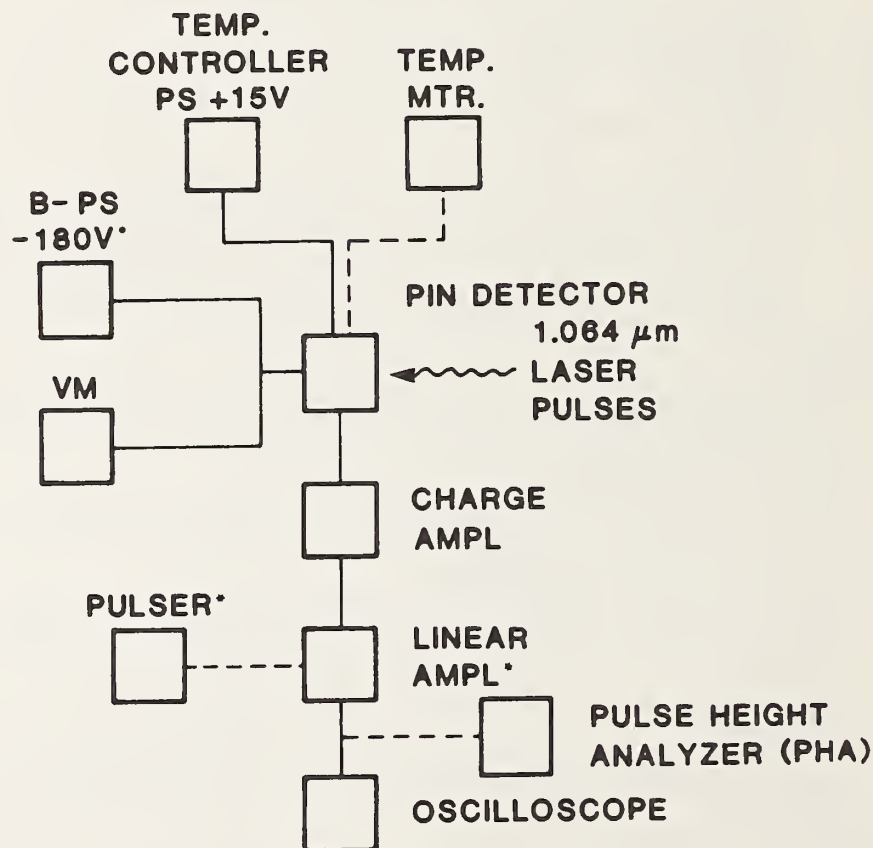 TEMP.
CONTROLLER
PS +15V
TEMP.
MTR.
B-PS
-180V*
VM
PIN DETECTOR
1.064 μm
LASER
PULSES
CHARGE
AMPL
PULSER*
LINEAR
AMPL*
PULSE HEIGHT
ANALYZER (PHA)
OSCILLOSCOPE